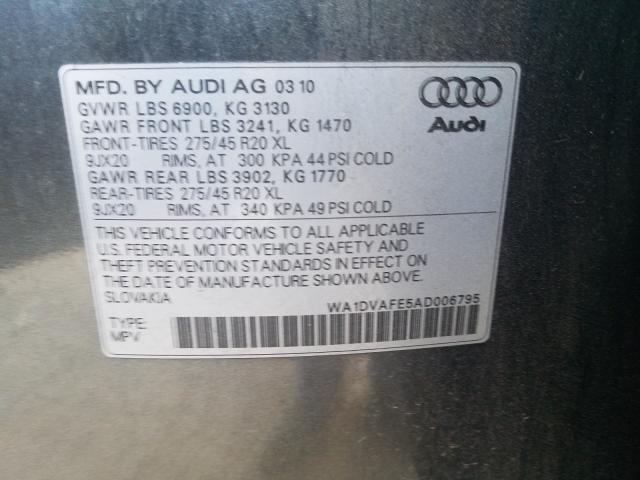 MFD. BY AUDI AG 03 10
GVWR LBS 6900, KG 3130
GAWR FRONT LBS 3241, KG 1470
FRONT-TIRES 275/45 R20 XL
9JX20 RIMS, AT 300 KPA 44 PSI COLD
GAWR REAR LBS 3902, KG 1770
REAR-TIRES 275/45 R20 XL
9JX20 RIMS, AT 340 KPA 49 PSI COLD
Audi
THIS VEHICLE CONFORMS TO ALL APPLICABLE
U.S. FEDERAL MOTOR VEHICLE SAFETY AND
THEFT PREVENTION STANDARDS IN EFFECT ON
THE DATE OF MANUFACTURE SHOWN ABOVE.
SLOVAKIA
WA1DVAFE5AD006795
TYPE:
MPV